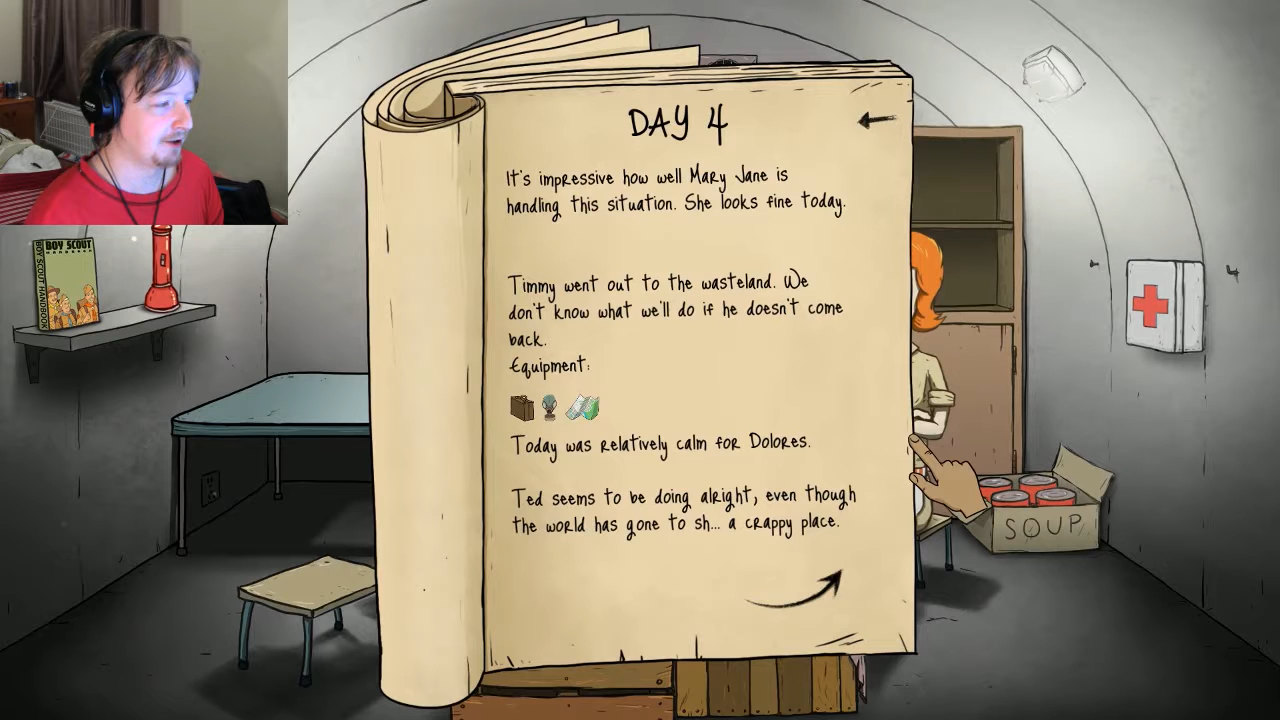 DAY 4
It's impressive how well Mary Jane is
handling this situation. She looks fine today.
Timmy went out to the wasteland. We
don't know what we'll do if he doesn't come
back.
Equipment:
Today was relatively calm for Dolores.
Ted seems to be doing alright, even though
the world has gone to sh... a crappy place.
BOY SCOUT
BOY SCOUT HANDBOOK
SOUP